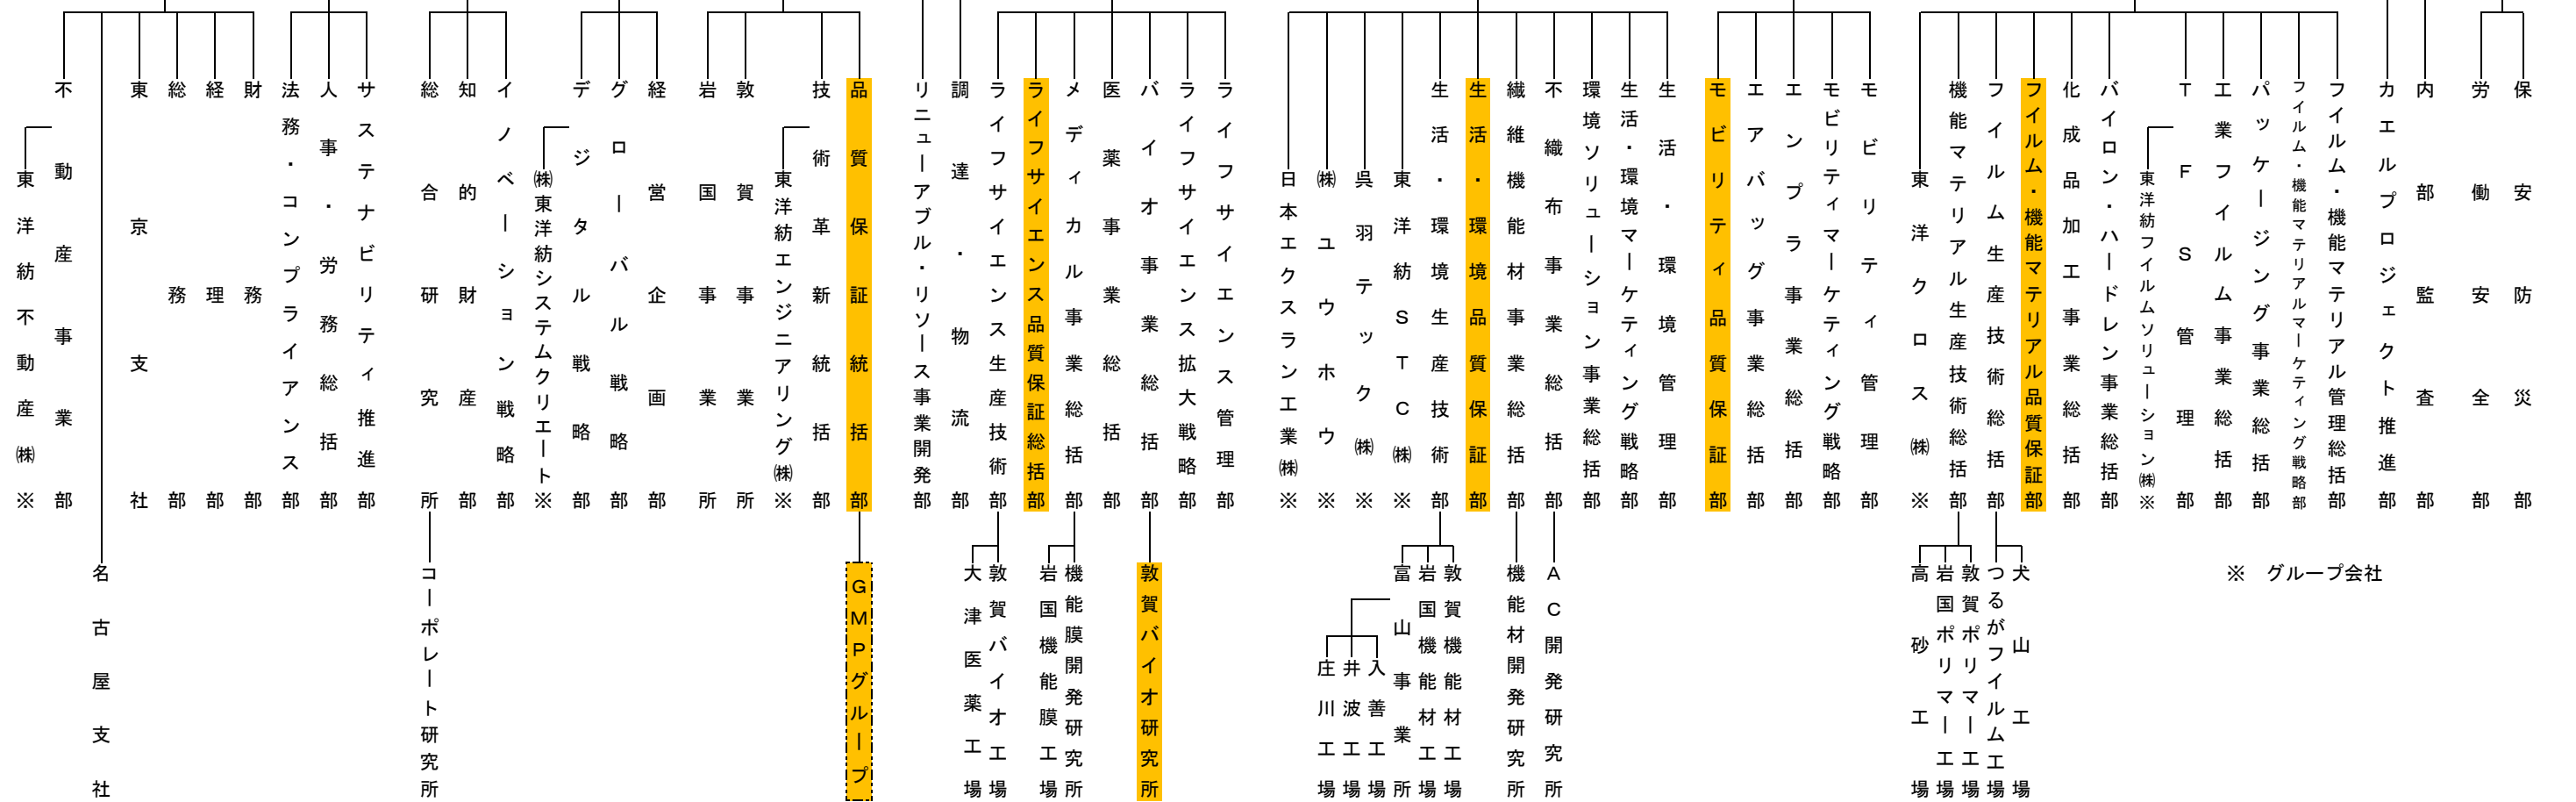 保安防災部
労働安全部
内部監査部
カエルプロジェクト推進部
フイルム・機能マテリアル管理総括部
フイルム・機能マテリアルマーケティング戦略部
パッケージング事業総括部
工業フイルム事業総括部
ＴＦＳ管理部
東洋紡フイルムソリューション㈱※
バイロン・ハードレン事業総括部
化成品加工事業総括部
フイルム・機能マテリアル品質保証部
フイルム生産技術総括部
機能マテリアル生産技術総括部
東洋クロス㈱※
モビリティ管理部
モビリティマーケティング戦略部
エンプラ事業総括部
エアバッグ事業総括部
モビリティ品質保証部
生活・環境管理部
生活・環境マーケティング戦略部
環境ソリューション事業総括部
不織布事業総括部
繊維機能材事業総括部
生活・環境品質保証部
生活・環境生産技術部
東洋紡ＳＴＣ㈱※
呉羽テック㈱※
㈱ユウホウ※
日本エクスラン工業㈱※
ライフサイエンス管理部
ライフサイエンス拡大戦略部
バイオ事業総括部
医薬事業総括部
メディカル事業総括部
ライフサイエンス品質保証総括部
ライフサイエンス生産技術部
調達・物流部
リニューアブル・リソース事業開発部
品質保証統括部
技術革新統括部
東洋紡エンジニアリング㈱※
敦賀事業所
岩国事業所
経営企画部
グローバル戦略部
デジタル戦略部
㈱東洋紡システムクリエート※
イノベーション戦略部
知的財産部
総合研究所
サステナビリティ推進部
人事・労務総括部
法務・コンプライアンス部
財務部
経理部
総務部
東京支社
不動産事業部
東洋紡不動産㈱※
※　グループ会社
犬山工場
つるがフイルム工場
敦賀ポリマー工場
岩国ポリマー工場
高砂工場
ＡＣ開発研究所
機能材開発研究所
敦賀機能材工場
岩国機能材工場
富山事業所
入善工場
井波工場
庄川工場
敦賀バイオ研究所
機能膜開発研究所
岩国機能膜工場
敦賀バイオ工場
大津医薬工場
ＧＭＰグループ
コーポレート研究所
名古屋支社